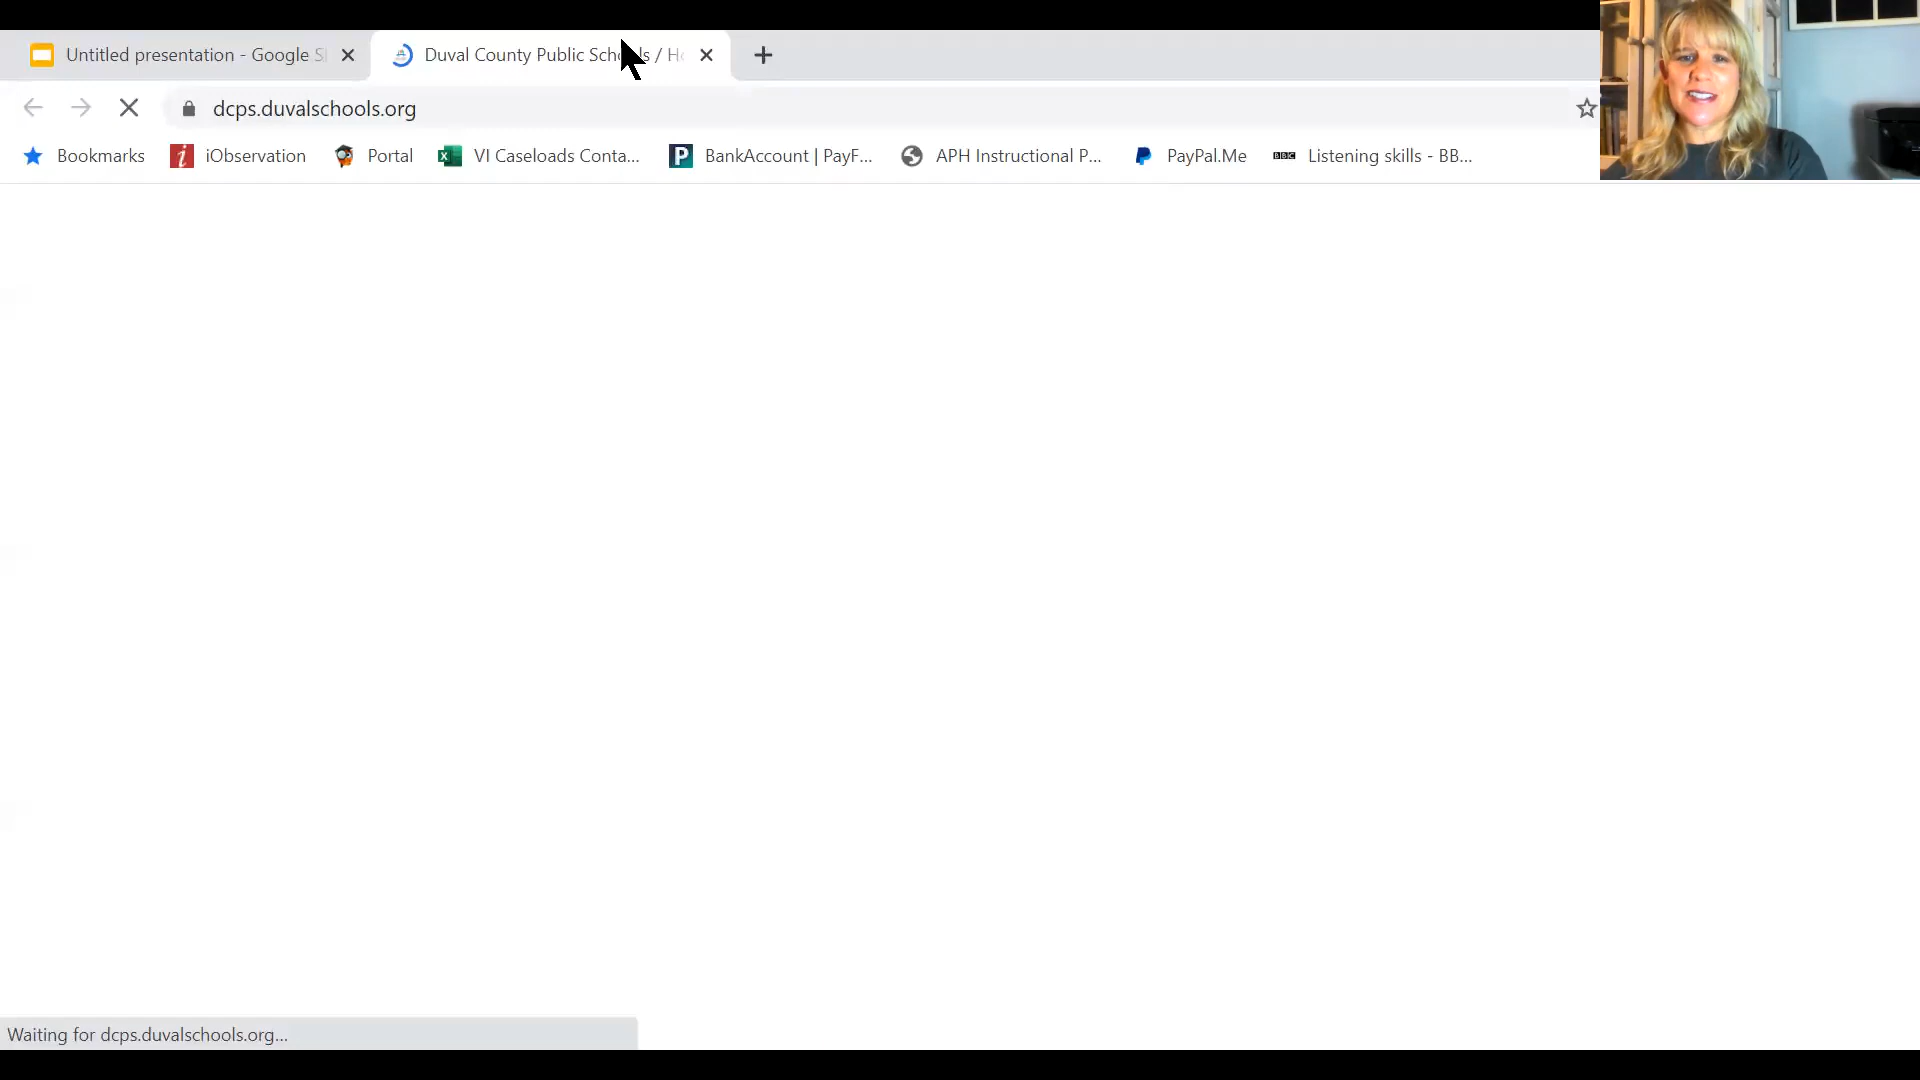 Untitled presentation - Google S
Duval County Public Sch s / H
dcps.duvalschools.org
Bookmarks iObservation Portal VI Caseloads Conta... BankAccount | PayF... APH Instructional P... PayPal.Me BBC Listening skills - BB...
Waiting for dcps.duvalschools.org...